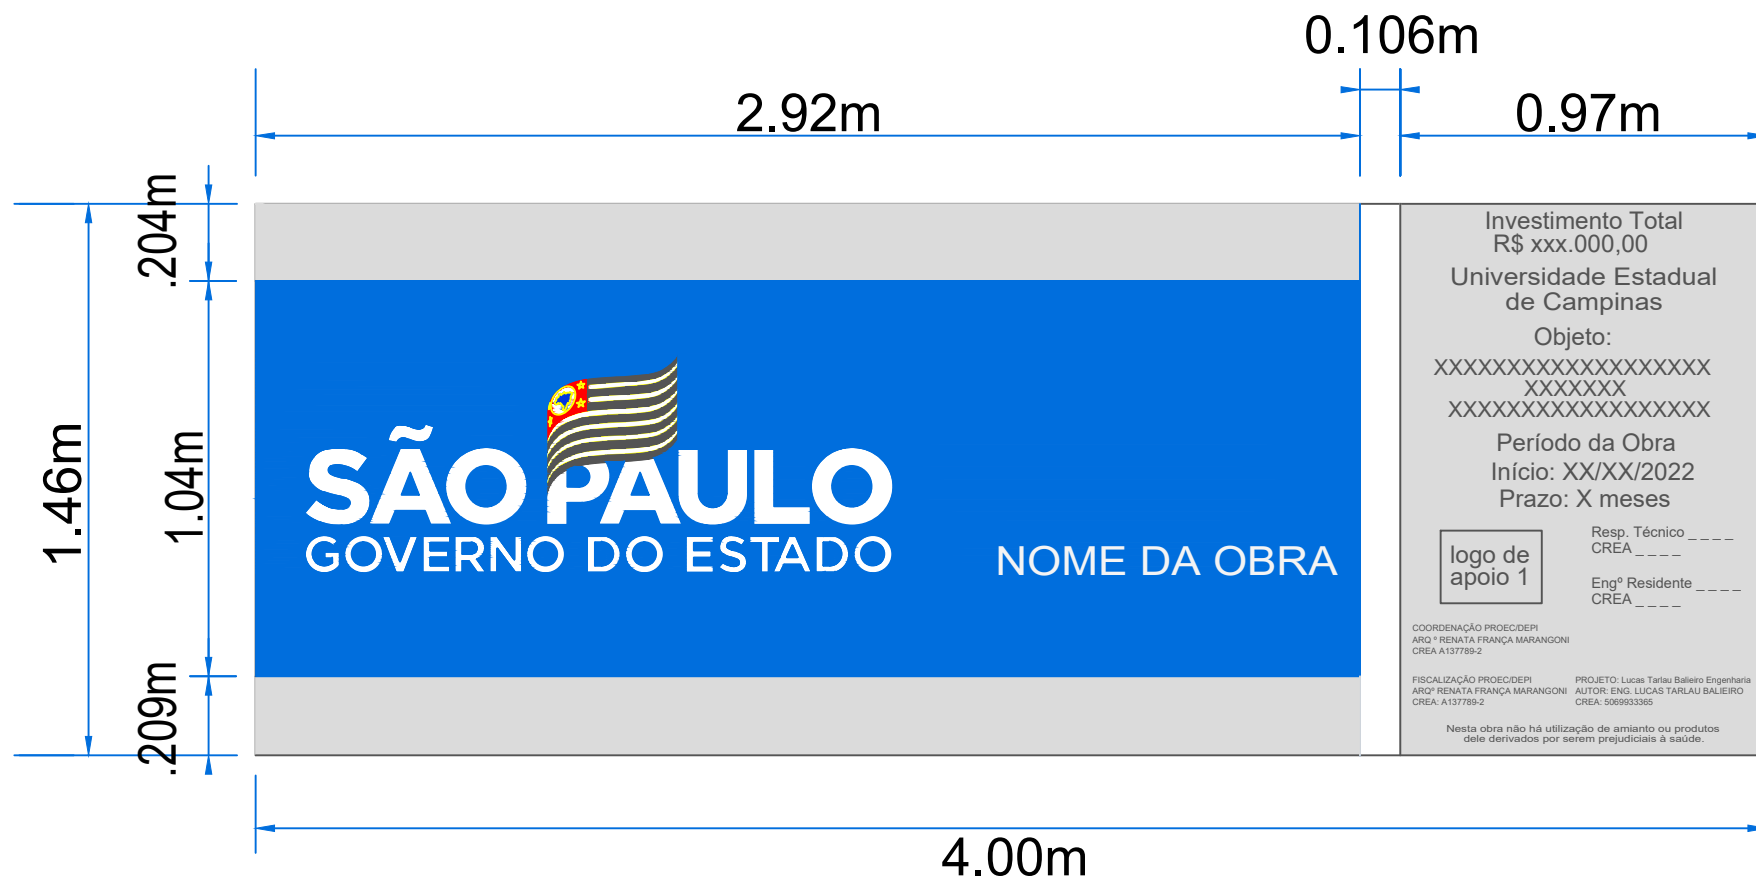 0.106m
2.92m
0.97m
.204m
1.46m
1.04m
.209m
4.00m
SÃO PAULO
GOVERNO DO ESTADO
NOME DA OBRA
Investimento Total
R$ xxx.000,00
Universidade Estadual
de Campinas
Objeto:
XXXXXXXXXXXXXXXXXXX
XXXXXXX
XXXXXXXXXXXXXXXXXX
Período da Obra
Início: XX/XX/2022
Prazo: X meses
logo de
apoio 1
Resp. Técnico _ _ _ _
CREA _ _ _ _
Engº Residente _ _ _ _
CREA _ _ _ _
COORDENAÇÃO PROEC/DEPI
ARQ º RENATA FRANÇA MARANGONI
CREA A137789-2
FISCALIZAÇÃO PROEC/DEPI
ARQº RENATA FRANÇA MARANGONI
CREA: A137789-2
PROJETO: Lucas Tarlau Balieiro Engenharia
AUTOR: ENG. LUCAS TARLAU BALIEIRO
CREA: 5069933365
Nesta obra não há utilização de amianto ou produtos
dele derivados por serem prejudiciais à saúde.